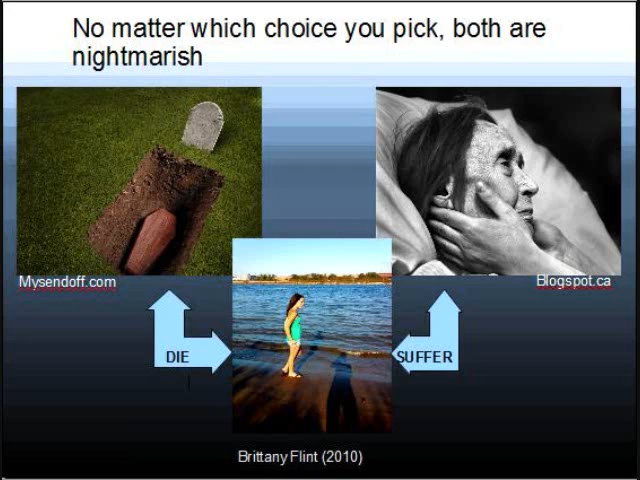 No matter which choice you pick, both are
nightmarish
Mysendoff.com
Blogspot.ca
DIE
SUFFER
Brittany Flint (2010)